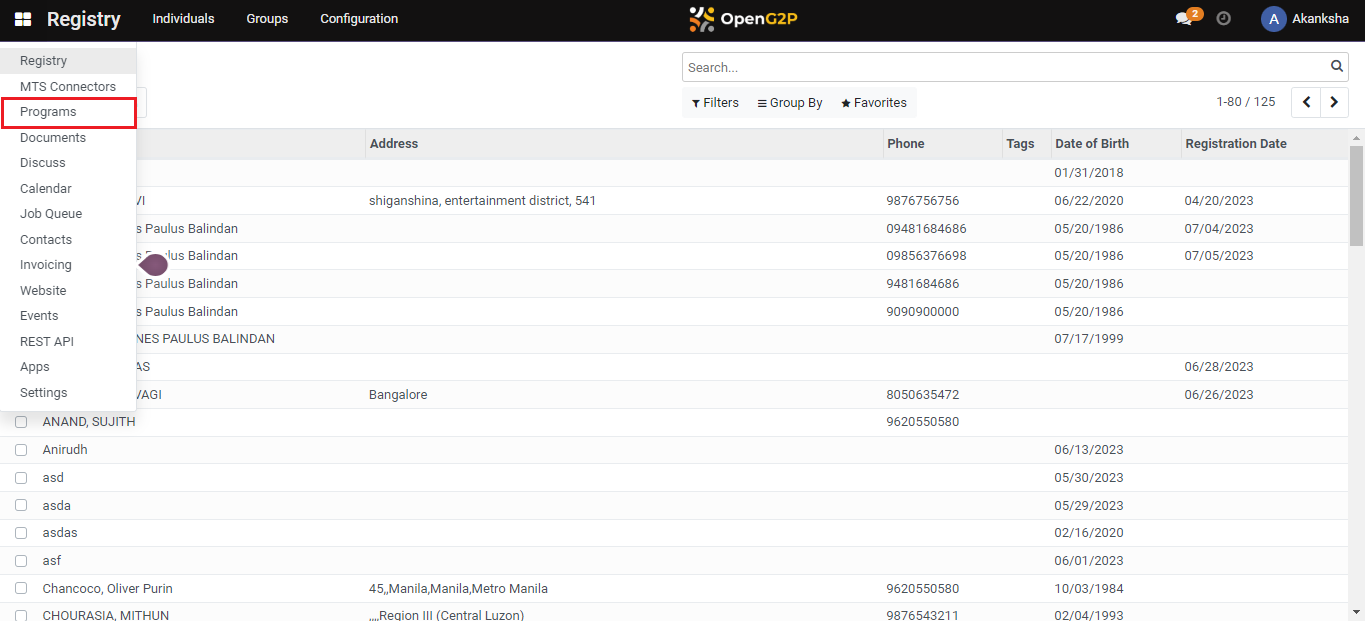 Registry Individuals Groups Configuration OpenG2P 2 A Akanksha
Registry
MTS Connectors
Programs
Documents
Discuss
Calendar
Job Queue
Contacts
Invoicing
Website
Events
REST API
Apps
Settings
Search...
Filters Group By Favorites 1-80 / 125
Address Phone Tags Date of Birth Registration Date
01/31/2018
VI shiganshina, entertainment district, 541 9876756756 06/22/2020 04/20/2023
s Paulus Balindan 09481684686 05/20/1986 07/04/2023
s Paulus Balindan 09856376698 05/20/1986 07/05/2023
s Paulus Balindan 9481684686 05/20/1986
s Paulus Balindan 9090900000 05/20/1986
NES PAULUS BALINDAN 07/17/1999
AS 06/28/2023
VAGI Bangalore 8050635472 06/26/2023
ANAND, SUJITH 9620550580
Anirudh 06/13/2023
asd 05/30/2023
asda 05/29/2023
asdas 02/16/2020
asf 06/01/2023
Chancoco, Oliver Purin 45,,Manila,Manila,Metro Manila 9620550580 10/03/1984
CHOURASIA, MITHUN ,,,,Region III (Central Luzon) 9876543211 02/04/1993